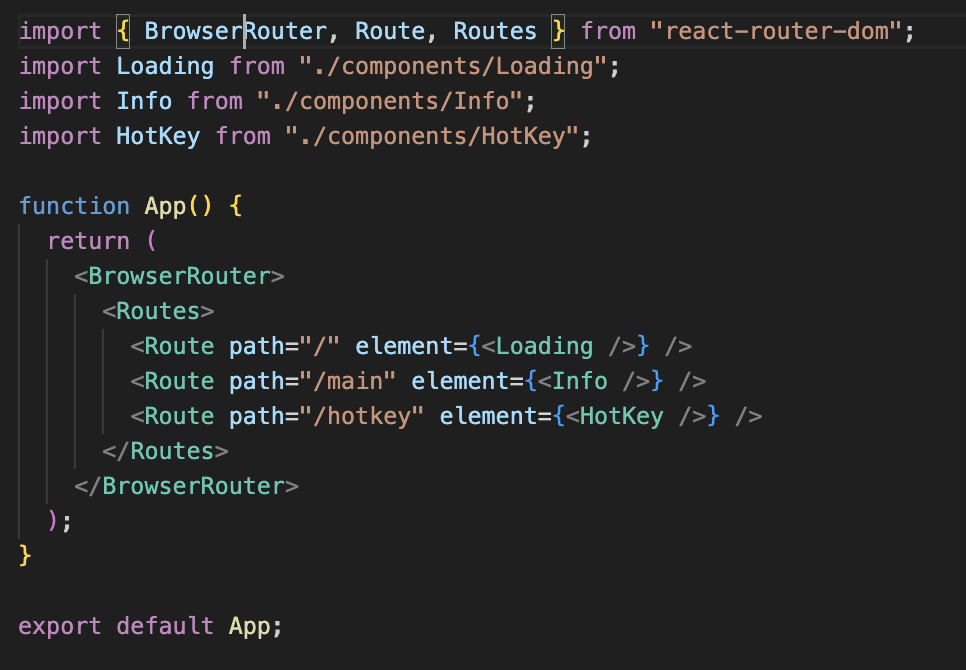 import { BrowserRouter, Route, Routes } from "react-router-dom";
import Loading from "./components/Loading";
import Info from "./components/Info";
import HotKey from "./components/HotKey";

function App() {
  return (
    <BrowserRouter>
      <Routes>
        <Route path="/" element={<Loading />} />
        <Route path="/main" element={<Info />} />
        <Route path="/hotkey" element={<HotKey />} />
      </Routes>
    </BrowserRouter>
  );
}

export default App;